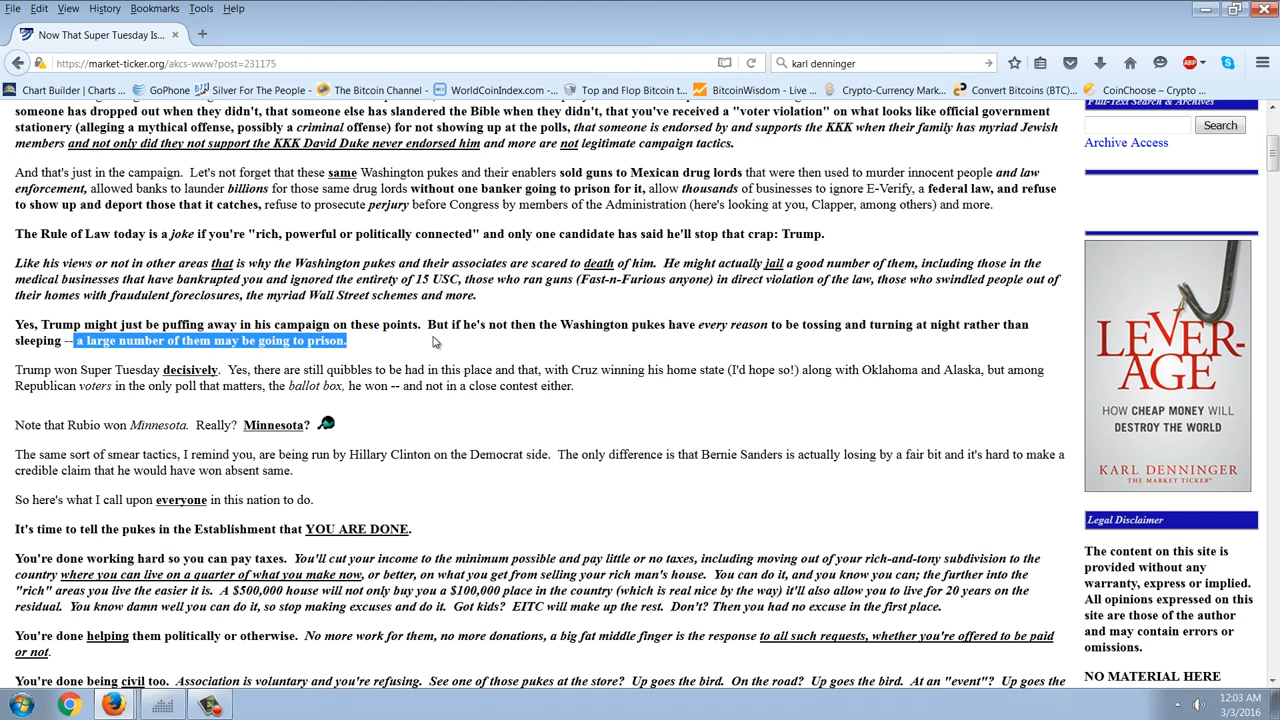 File Edit View History Bookmarks Tools Help
Now That Super Tuesday Is...
https://market-ticker.org/akcs-www?post=231175
karl denninger
Chart Builder | Charts ... GoPhone Silver For The People - The Bitcoin Channel WorldCoinIndex.com - ... Top and Flop Bitcoin t... BitcoinWisdom - Live ... Crypto-Currency Mark... Convert Bitcoins (BTC)... CoinChoose – Crypto ...
someone has dropped out when they didn't, that someone else has slandered the Bible when they didn't, that you've received a "voter violation" on what looks like official government
stationery (alleging a mythical offense, possibly a criminal offense) for not showing up at the polls, that someone is endorsed by and supports the KKK when their family has myriad Jewish
members and not only did they not support the KKK David Duke never endorsed him and more are not legitimate campaign tactics.
And that's just in the campaign. Let's not forget that these same Washington pukes and their enablers sold guns to Mexican drug lords that were then used to murder innocent people and law
enforcement, allowed banks to launder billions for those same drug lords without one banker going to prison for it, allow thousands of businesses to ignore E-Verify, a federal law, and refuse
to show up and deport those that it catches, refuse to prosecute perjury before Congress by members of the Administration (here's looking at you, Clapper, among others) and more.
The Rule of Law today is a joke if you're "rich, powerful or politically connected" and only one candidate has said he'll stop that crap: Trump.
Like his views or not in other areas that is why the Washington pukes and their associates are scared to death of him. He might actually jail a good number of them, including those in the
medical businesses that have bankrupted you and ignored the entirety of 15 USC, those who ran guns (Fast-n-Furious anyone) in direct violation of the law, those who swindled people out of
their homes with fraudulent foreclosures, the myriad Wall Street schemes and more.
Yes, Trump might just be puffing away in his campaign on these points. But if he's not then the Washington pukes have every reason to be tossing and turning at night rather than
sleeping -- a large number of them may be going to prison.
Trump won Super Tuesday decisively. Yes, there are still quibbles to be had in this place and that, with Cruz winning his home state (I'd hope so!) along with Oklahoma and Alaska, but among
Republican voters in the only poll that matters, the ballot box, he won -- and not in a close contest either.
Note that Rubio won Minnesota. Really? Minnesota?
The same sort of smear tactics, I remind you, are being run by Hillary Clinton on the Democrat side. The only difference is that Bernie Sanders is actually losing by a fair bit and it's hard to make a
credible claim that he would have won absent same.
So here's what I call upon everyone in this nation to do.
It's time to tell the pukes in the Establishment that YOU ARE DONE.
You're done working hard so you can pay taxes. You'll cut your income to the minimum possible and pay little or no taxes, including moving out of your rich-and-tony subdivision to the
country where you can live on a quarter of what you make now, or better, on what you get from selling your rich man's house. You can do it, and you know you can; the further into the
"rich" areas you live the easier it is. A $500,000 house will not only buy you a $100,000 place in the country (which is real nice by the way) it'll also allow you to live for 20 years on the
residual. You know damn well you can do it, so stop making excuses and do it. Got kids? EITC will make up the rest. Don't? Then you had no excuse in the first place.
You're done helping them politically or otherwise. No more work for them, no more donations, a big fat middle finger is the response to all such requests, whether you're offered to be paid
or not.
You're done being civil too. Association is voluntary and you're refusing. See one of those pukes at the store? Up goes the bird. On the road? Up goes the bird. At an "event"? Up goes the
Full-Text Search & Archives
Search
Archive Access
LEVER-
AGE
HOW CHEAP MONEY WILL
DESTROY THE WORLD
KARL DENNINGER
THE MARKET TICKER
Legal Disclaimer
The content on this site is
provided without any
warranty, express or implied.
All opinions expressed on
this site are those of the
author and may contain
errors or omissions.
NO MATERIAL HERE
ABP
12:03 AM
3/3/2016